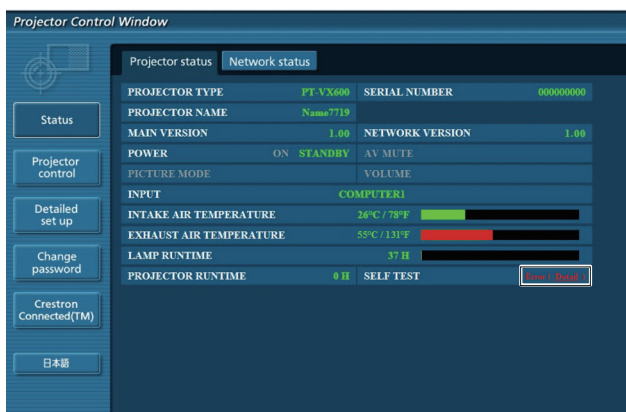 Projector Control Window
Projector status Network status
Status
Projector control
Detailed set up
Change password
Crestron Connected(TM)
日本語
PROJECTOR TYPE PT-VX600 SERIAL NUMBER 000000000
PROJECTOR NAME Name7719
MAIN VERSION 1.00 NETWORK VERSION 1.00
POWER ON STANDBY AV MUTE
PICTURE MODE VOLUME
INPUT COMPUTER1
INTAKE AIR TEMPERATURE 26°C / 78°F
EXHAUST AIR TEMPERATURE 55°C / 131°F
LAMP RUNTIME 37 H
PROJECTOR RUNTIME 0 H SELF TEST Error ( Detail )